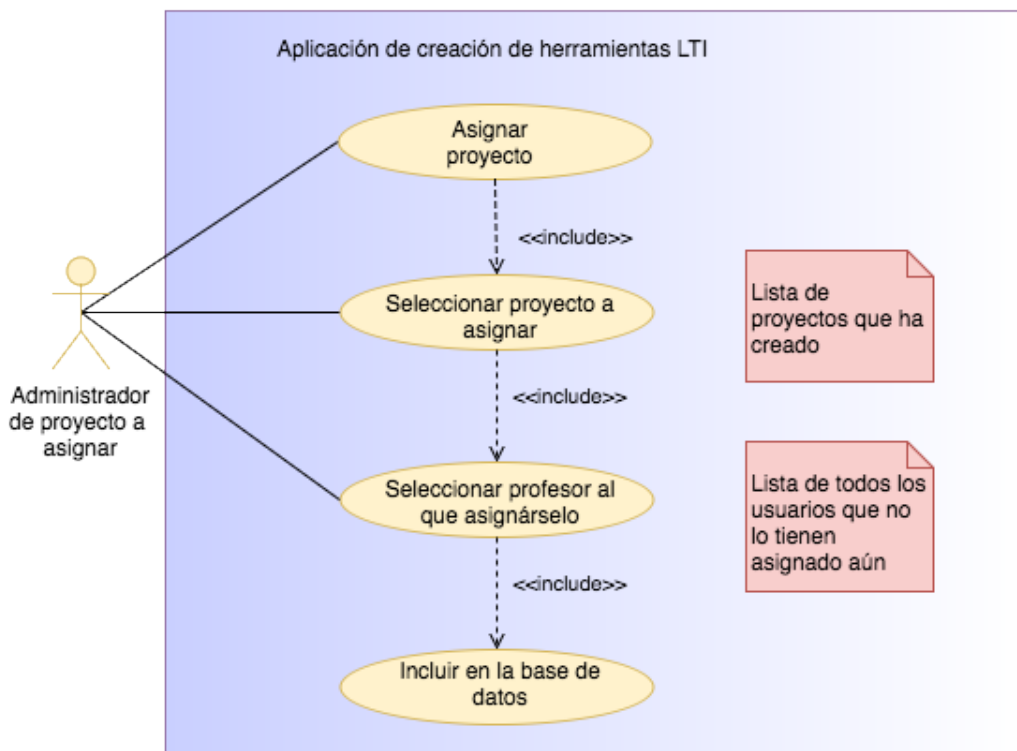 Aplicación de creación de herramientas LTI
Asignar
proyecto
<<include>>
Seleccionar proyecto a
asignar
Lista de
proyectos que ha
creado
Administrador
de proyecto a
asignar
<<include>>
Seleccionar profesor al
que asignárselo
Lista de todos los
usuarios que no
lo tienen
asignado aún
<<include>>
Incluir en la base de
datos